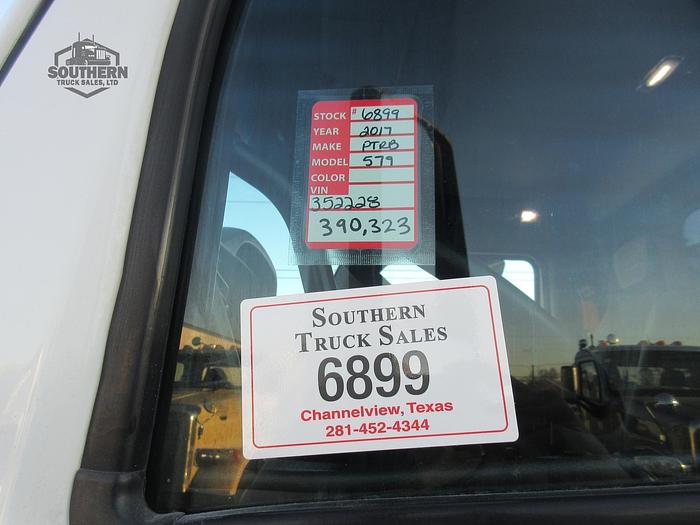 SOUTHERN
TRUCK SALES, LTD
STOCK # 6899
YEAR 2017
MAKE PTRB
MODEL 579
COLOR
VIN
352228
390,323
SOUTHERN
TRUCK SALES
6899
Channelview, Texas
281-452-4344